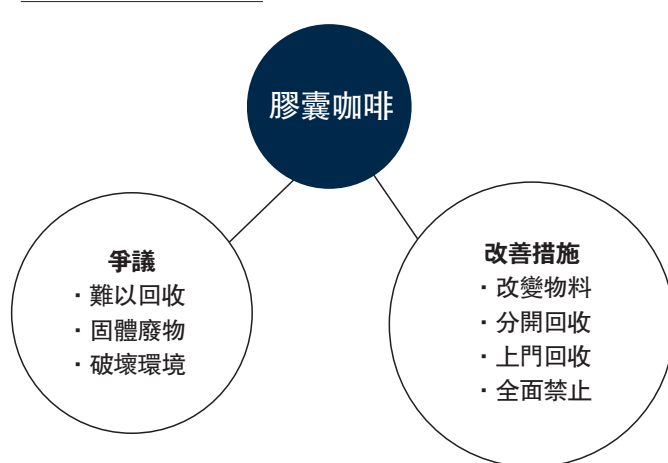 膠囊咖啡
爭議
·難以回收
·固體廢物
·破壞環境
改善措施
·改變物料
·分開回收
·上門回收
·全面禁止